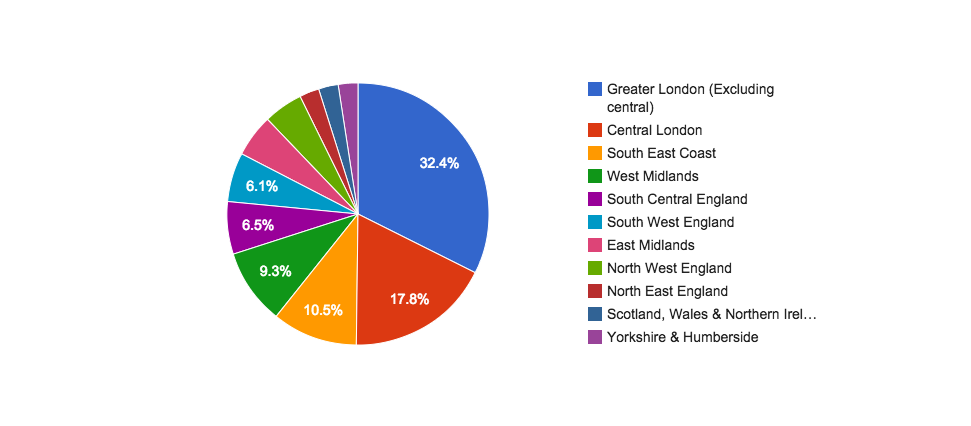 32.4%
17.8%
10.5%
9.3%
6.5%
6.1%
Greater London (Excluding
central)
Central London
South East Coast
West Midlands
South Central England
South West England
East Midlands
North West England
North East England
Scotland, Wales & Northern Irel…
Yorkshire & Humberside